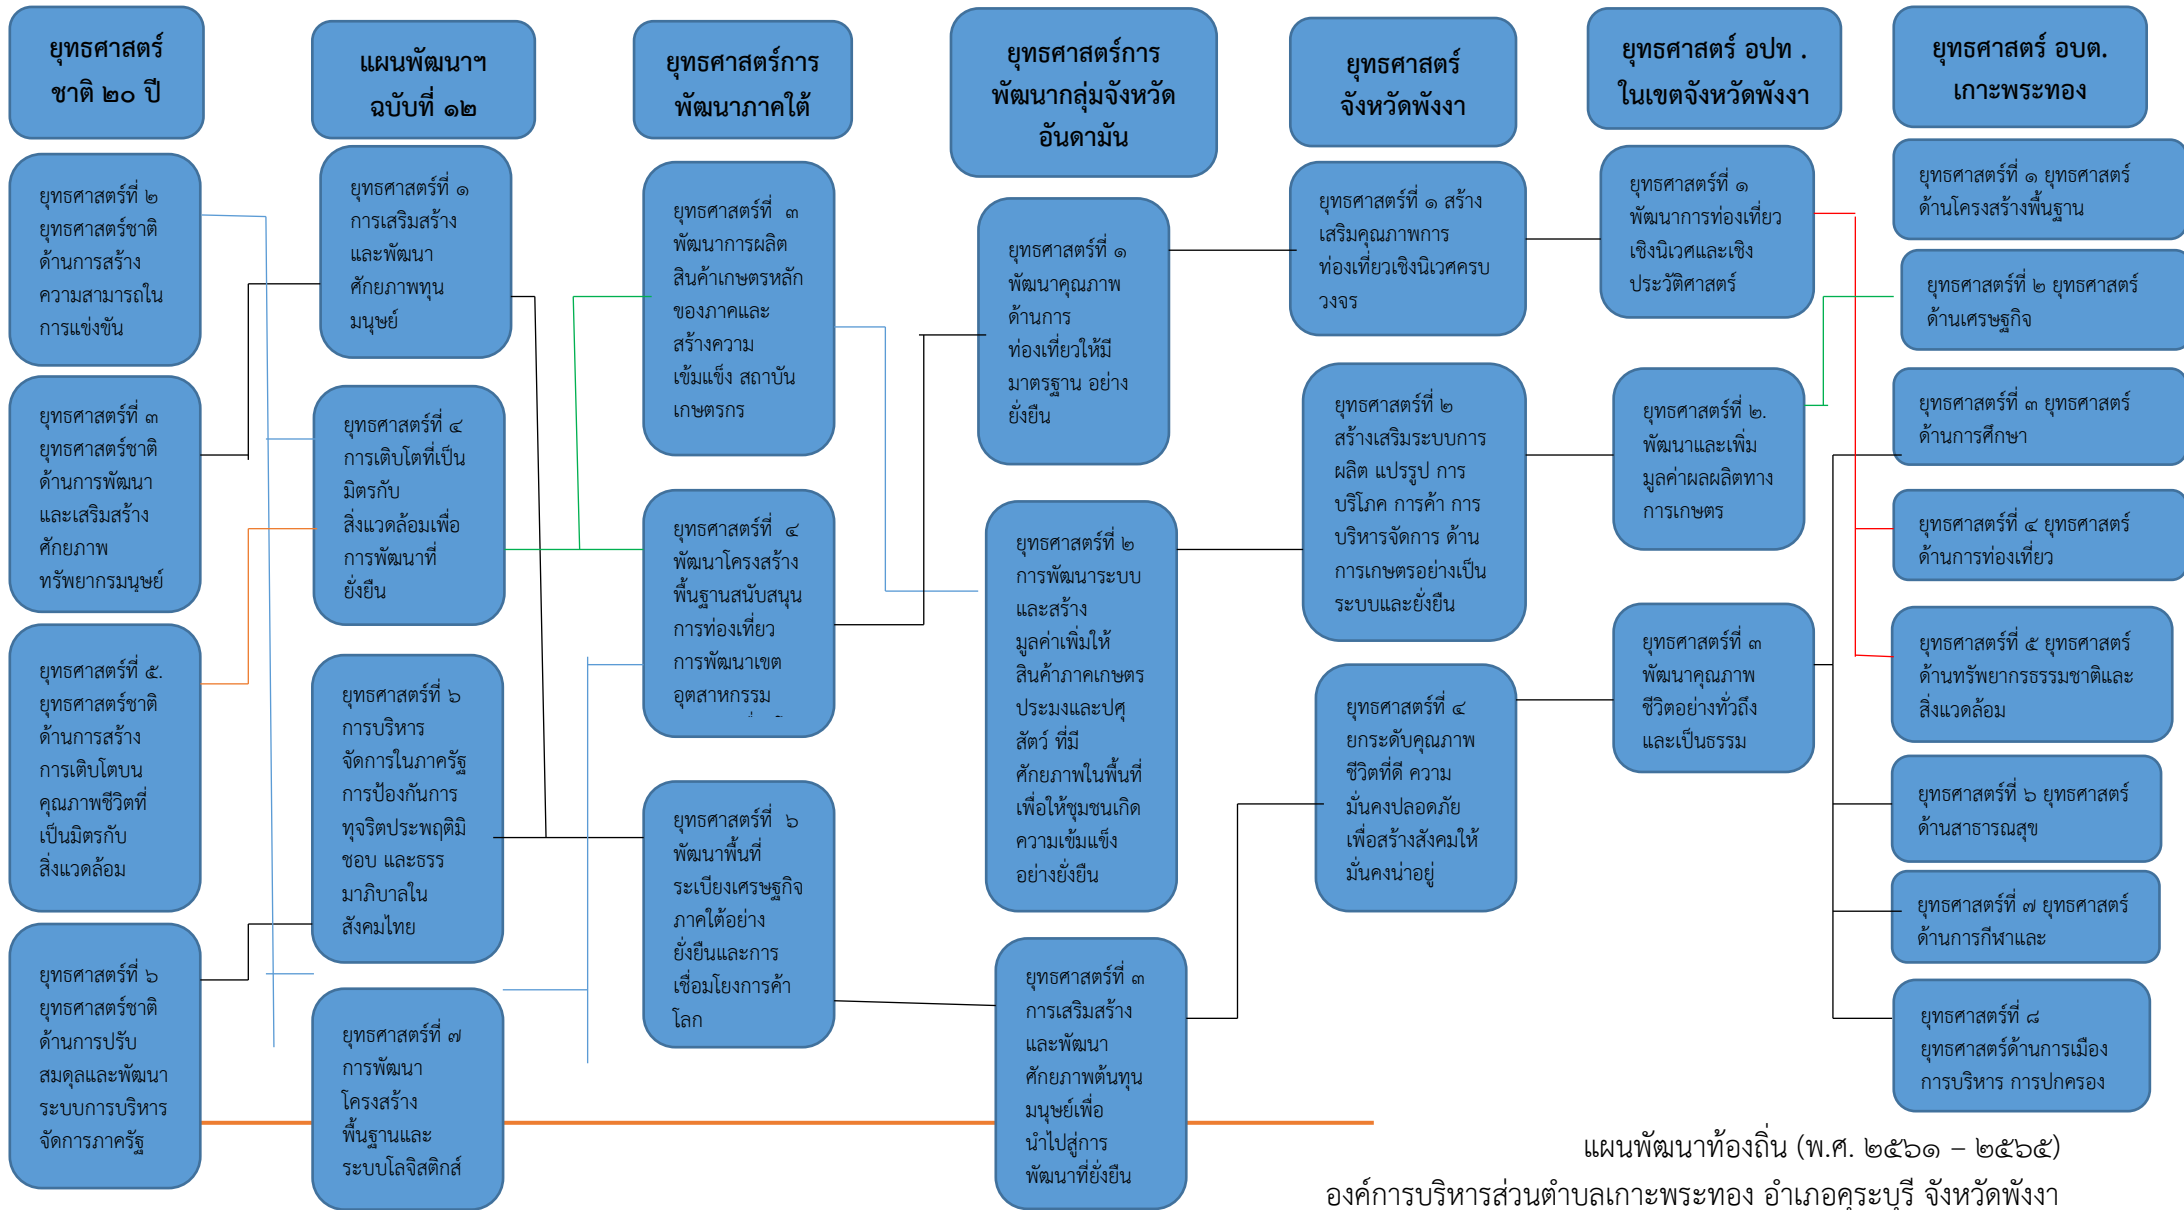 ยุทธศาสตร์
ชาติ ๒๐ ปี
แผนพัฒนาฯ
ฉบับที่ ๑๒
ยุทธศาสตร์การ
พัฒนาภาคใต้
ยุทธศาสตร์การ
พัฒนากลุ่มจังหวัด
อันดามัน
ยุทธศาสตร์
จังหวัดพังงา
ยุทธศาสตร์ อปท .
ในเขตจังหวัดพังงา
ยุทธศาสตร์ อบต.
เกาะพระทอง
ยุทธศาสตร์ที่ ๒
ยุทธศาสตร์ชาติ
ด้านการสร้าง
ความสามารถใน
การแข่งขัน
ยุทธศาสตร์ที่ ๓
ยุทธศาสตร์ชาติ
ด้านการพัฒนา
และเสริมสร้าง
ศักยภาพ
ทรัพยากรมนุษย์
ยุทธศาสตร์ที่ ๕.
ยุทธศาสตร์ชาติ
ด้านการสร้าง
การเติบโตบน
คุณภาพชีวิตที่
เป็นมิตรกับ
สิ่งแวดล้อม
ยุทธศาสตร์ที่ ๖
ยุทธศาสตร์ชาติ
ด้านการปรับ
สมดุลและพัฒนา
ระบบการบริหาร
จัดการภาครัฐ
ยุทธศาสตร์ที่ ๑
การเสริมสร้าง
และพัฒนา
ศักยภาพทุน
มนุษย์
ยุทธศาสตร์ที่ ๔
การเติบโตที่เป็น
มิตรกับ
สิ่งแวดล้อมเพื่อ
การพัฒนาที่
ยั่งยืน
ยุทธศาสตร์ที่ ๖
การบริหาร
จัดการในภาครัฐ
การป้องกันการ
ทุจริตประพฤติมิ
ชอบ และธรร
มาภิบาลใน
สังคมไทย
ยุทธศาสตร์ที่ ๗
การพัฒนา
โครงสร้าง
พื้นฐานและ
ระบบโลจิสติกส์
ยุทธศาสตร์ที่ ๓
พัฒนาการผลิต
สินค้าเกษตรหลัก
ของภาคและ
สร้างความ
เข้มแข็ง สถาบัน
เกษตรกร
ยุทธศาสตร์ที่ ๔
พัฒนาโครงสร้าง
พื้นฐานสนับสนุน
การท่องเที่ยว
การพัฒนาเขต
อุตสาหกรรม
ยุทธศาสตร์ที่ ๖
พัฒนาพื้นที่
ระเบียงเศรษฐกิจ
ภาคใต้อย่าง
ยั่งยืนและการ
เชื่อมโยงการค้า
โลก
ยุทธศาสตร์ที่ ๑
พัฒนาคุณภาพ
ด้านการ
ท่องเที่ยวให้มี
มาตรฐาน อย่าง
ยั่งยืน
ยุทธศาสตร์ที่ ๒
การพัฒนาระบบ
และสร้าง
มูลค่าเพิ่มให้
สินค้าภาคเกษตร
ประมงและปศุ
สัตว์ ที่มี
ศักยภาพในพื้นที่
เพื่อให้ชุมชนเกิด
ความเข้มแข็ง
อย่างยั่งยืน
ยุทธศาสตร์ที่ ๓
การเสริมสร้าง
และพัฒนา
ศักยภาพต้นทุน
มนุษย์เพื่อ
นำไปสู่การ
พัฒนาที่ยั่งยืน
ยุทธศาสตร์ที่ ๑ สร้าง
เสริมคุณภาพการ
ท่องเที่ยวเชิงนิเวศครบ
วงจร
ยุทธศาสตร์ที่ ๒
สร้างเสริมระบบการ
ผลิต แปรรูป การ
บริโภค การค้า การ
บริหารจัดการ ด้าน
การเกษตรอย่างเป็น
ระบบและยั่งยืน
ยุทธศาสตร์ที่ ๔
ยกระดับคุณภาพ
ชีวิตที่ดี ความ
มั่นคงปลอดภัย
เพื่อสร้างสังคมให้
มั่นคงน่าอยู่
ยุทธศาสตร์ที่ ๑
พัฒนาการท่องเที่ยว
เชิงนิเวศและเชิง
ประวัติศาสตร์
ยุทธศาสตร์ที่ ๒.
พัฒนาและเพิ่ม
มูลค่าผลผลิตทาง
การเกษตร
ยุทธศาสตร์ที่ ๓
พัฒนาคุณภาพ
ชีวิตอย่างทั่วถึง
และเป็นธรรม
ยุทธศาสตร์ที่ ๑ ยุทธศาสตร์
ด้านโครงสร้างพื้นฐาน
ยุทธศาสตร์ที่ ๒ ยุทธศาสตร์
ด้านเศรษฐกิจ
ยุทธศาสตร์ที่ ๓ ยุทธศาสตร์
ด้านการศึกษา
ยุทธศาสตร์ที่ ๔ ยุทธศาสตร์
ด้านการท่องเที่ยว
ยุทธศาสตร์ที่ ๕ ยุทธศาสตร์
ด้านทรัพยากรธรรมชาติและ
สิ่งแวดล้อม
ยุทธศาสตร์ที่ ๖ ยุทธศาสตร์
ด้านสาธารณสุข
ยุทธศาสตร์ที่ ๗ ยุทธศาสตร์
ด้านการกีฬาและ
ยุทธศาสตร์ที่ ๘
ยุทธศาสตร์ด้านการเมือง
การบริหาร การปกครอง
แผนพัฒนาท้องถิ่น (พ.ศ. ๒๕๖๑ – ๒๕๖๕)
องค์การบริหารส่วนตำบลเกาะพระทอง อำเภอคุระบุรี จังหวัดพังงา